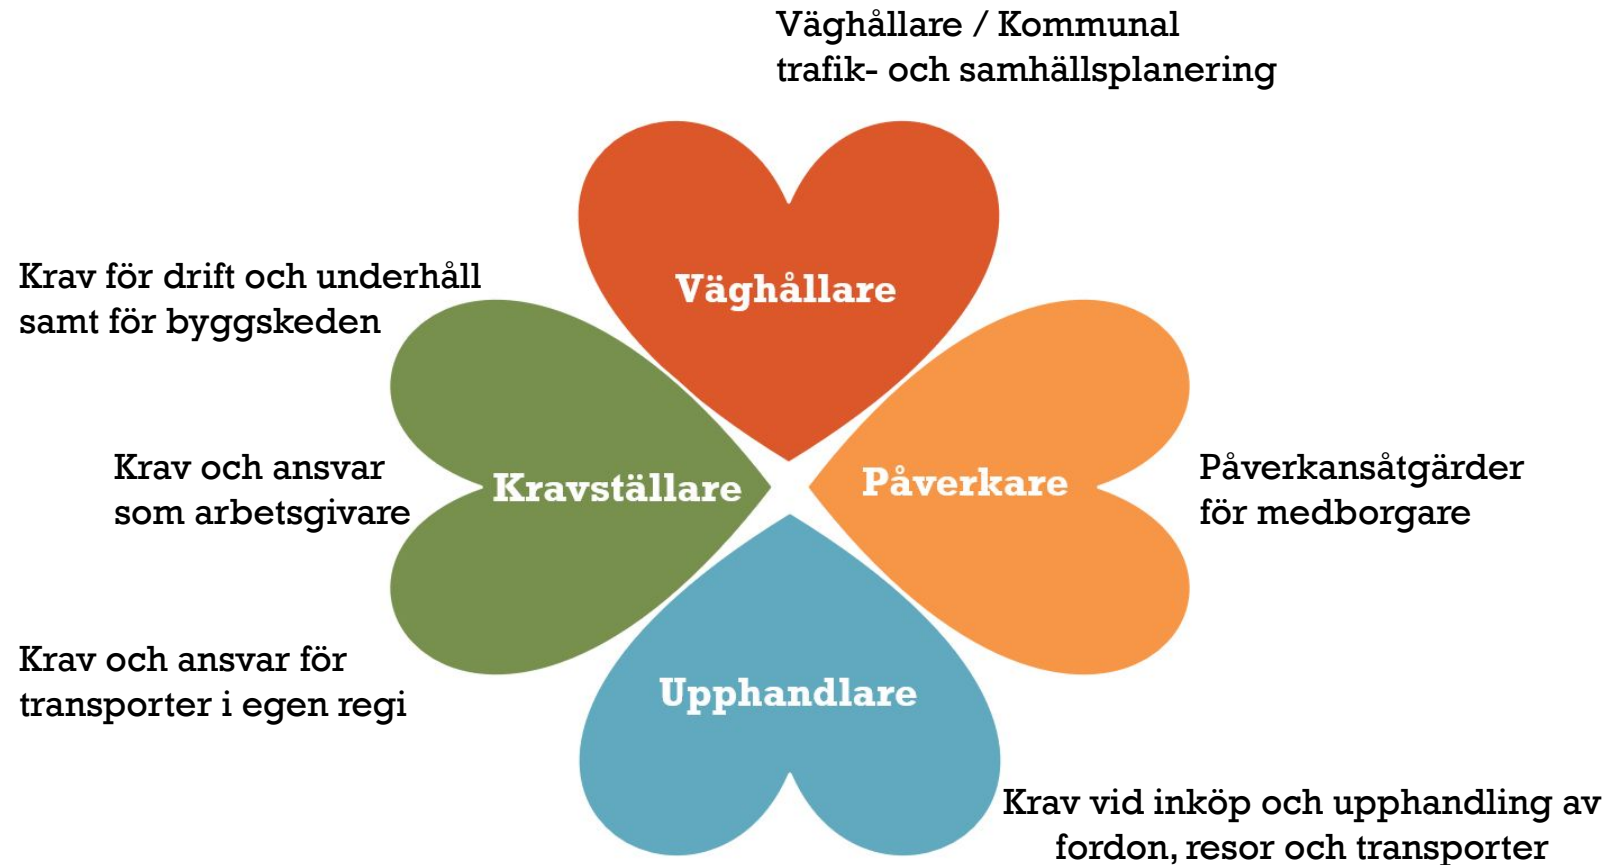 Väghållare / Kommunal
trafik- och samhällsplanering
Väghållare
Krav för drift och underhåll
samt för byggskeden
Krav och ansvar
som arbetsgivare
Kravställare
Påverkare
Påverkansåtgärder
för medborgare
Krav och ansvar för
transporter i egen regi
Upphandlare
Krav vid inköp och upphandling av
fordon, resor och transporter